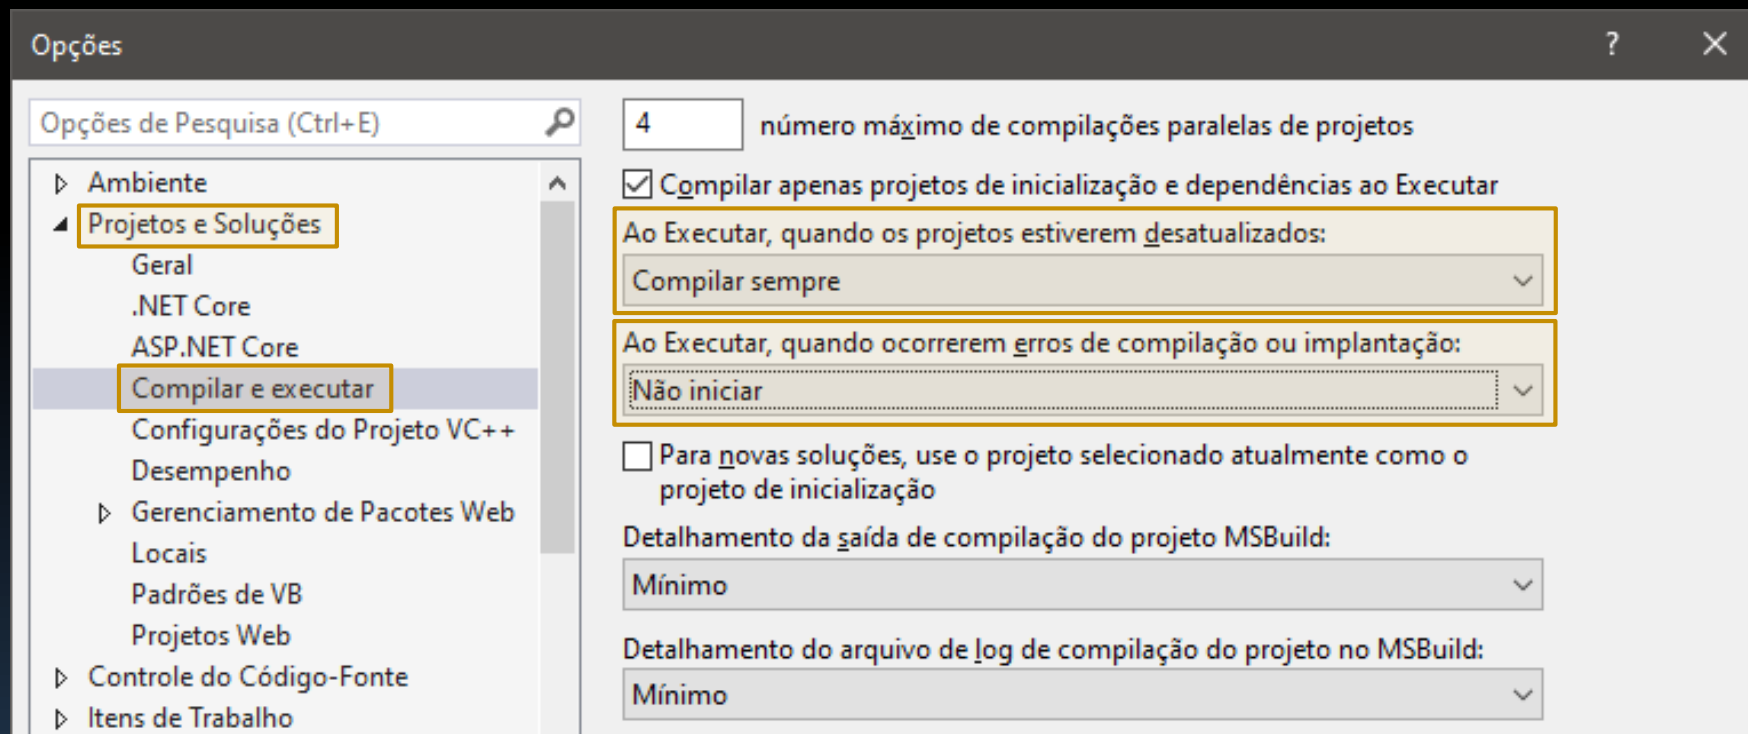 Opções
?
Opções de Pesquisa (Ctrl+E)
Ambiente
Projetos e Soluções
Geral
.NET Core
ASP.NET Core
Compilar e executar
Configurações do Projeto VC++
Desempenho
Gerenciamento de Pacotes Web
Locais
Padrões de VB
Projetos Web
Controle do Código-Fonte
Itens de Trabalho
4 número máximo de compilações paralelas de projetos
Compilar apenas projetos de inicialização e dependências ao Executar
Ao Executar, quando os projetos estiverem desatualizados:
Compilar sempre
Ao Executar, quando ocorrerem erros de compilação ou implantação:
Não iniciar
Para novas soluções, use o projeto selecionado atualmente como o
projeto de inicialização
Detalhamento da saída de compilação do projeto MSBuild:
Mínimo
Detalhamento do arquivo de log de compilação do projeto no MSBuild:
Mínimo